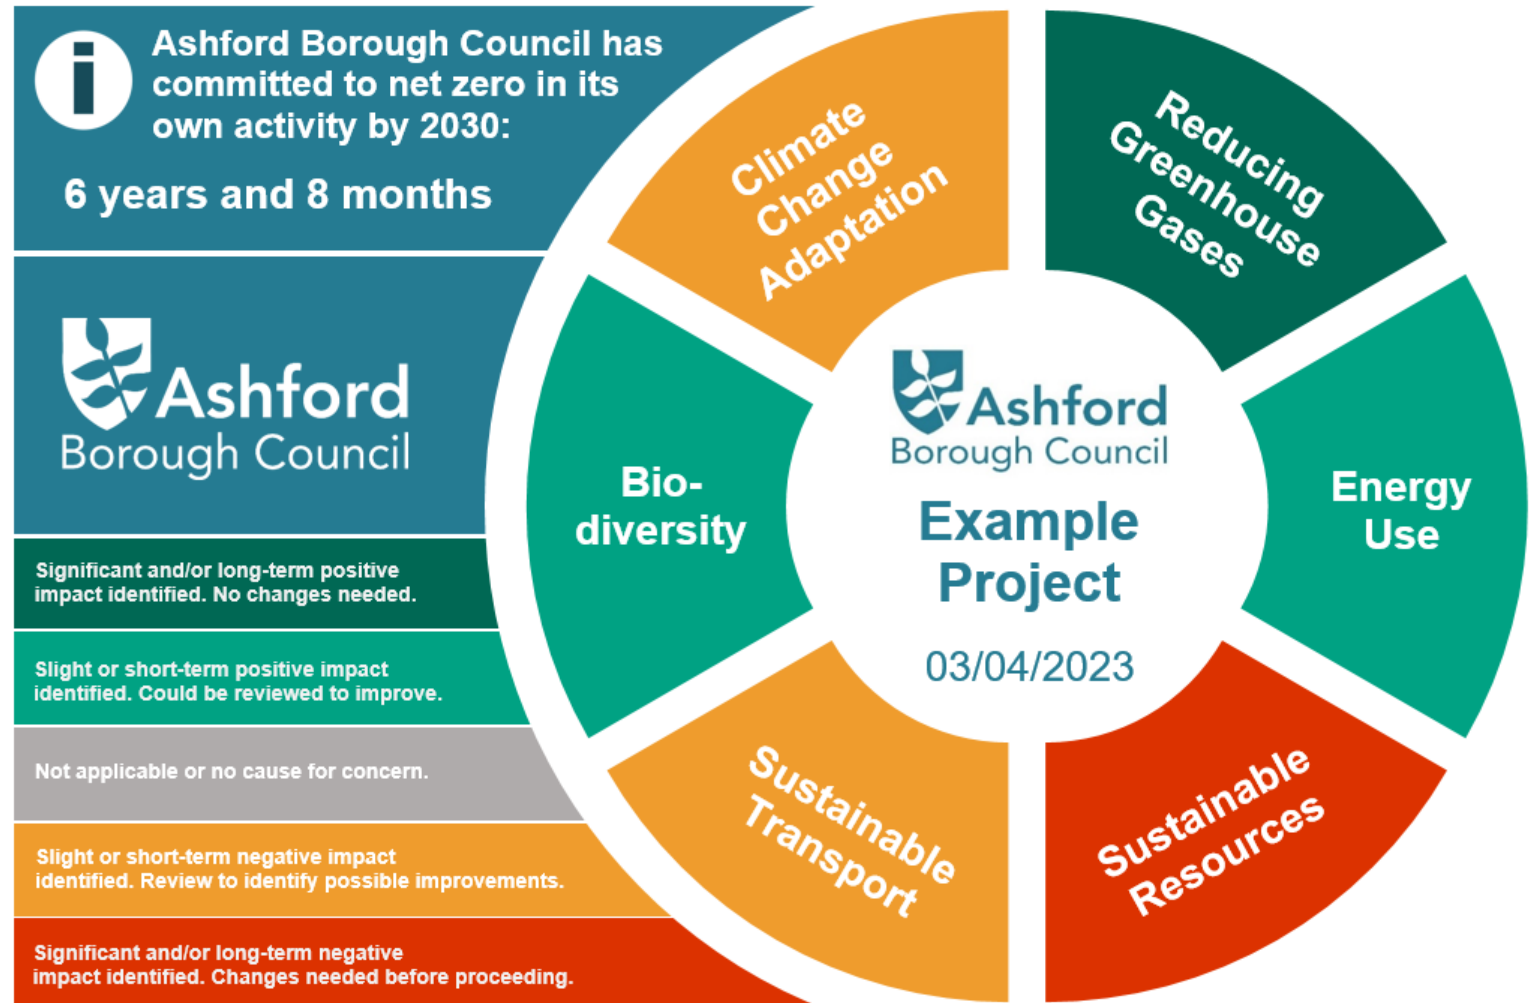 i
Ashford Borough Council has
committed to net zero in its
own activity by 2030:
6 years and 8 months
Ashford
Borough Council
Significant and/or long-term positive
impact identified. No changes needed.
Slight or short-term positive impact
identified. Could be reviewed to improve.
Not applicable or no cause for concern.
Slight or short-term negative impact
identified. Review to identify possible improvements.
Significant and/or long-term negative
impact identified. Changes needed before proceeding.
Climate
Change
Adaptation
Reducing
Greenhouse
Gases
Bio-
diversity
Ashford
Borough Council
Example
Project
03/04/2023
Energy
Use
Sustainable
Transport
Sustainable
Resources